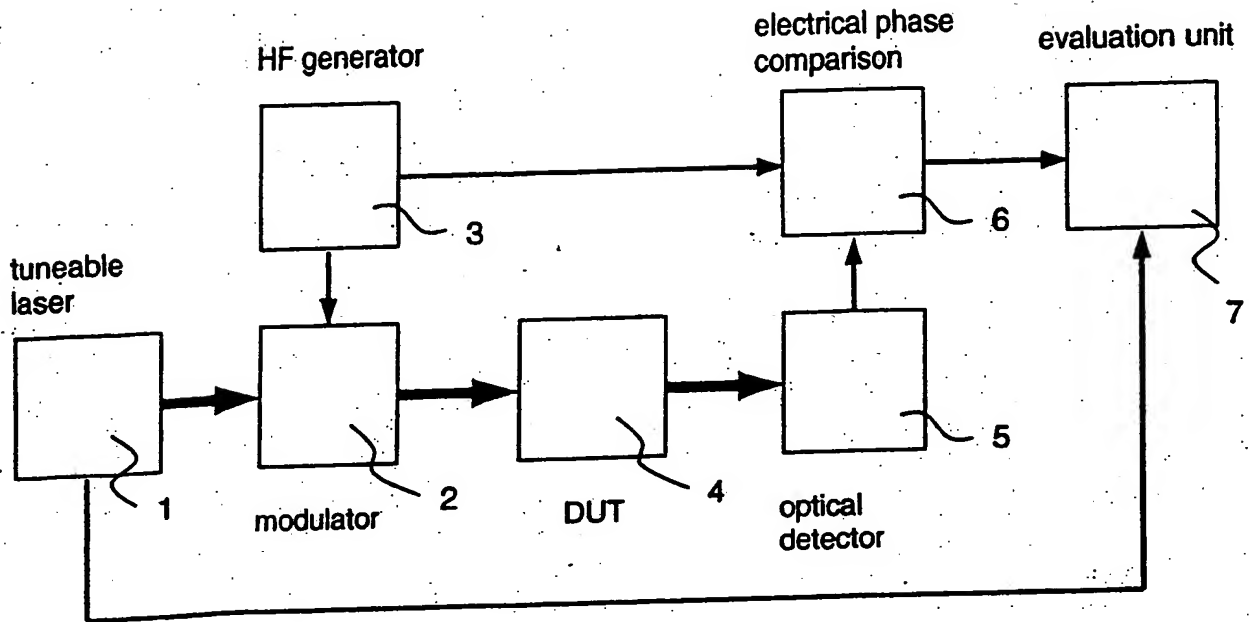 electrical phase
comparison
evaluation unit
HF generator
3
6
7
tuneable
laser
1
2
4
5
modulator
DUT
optical
detector